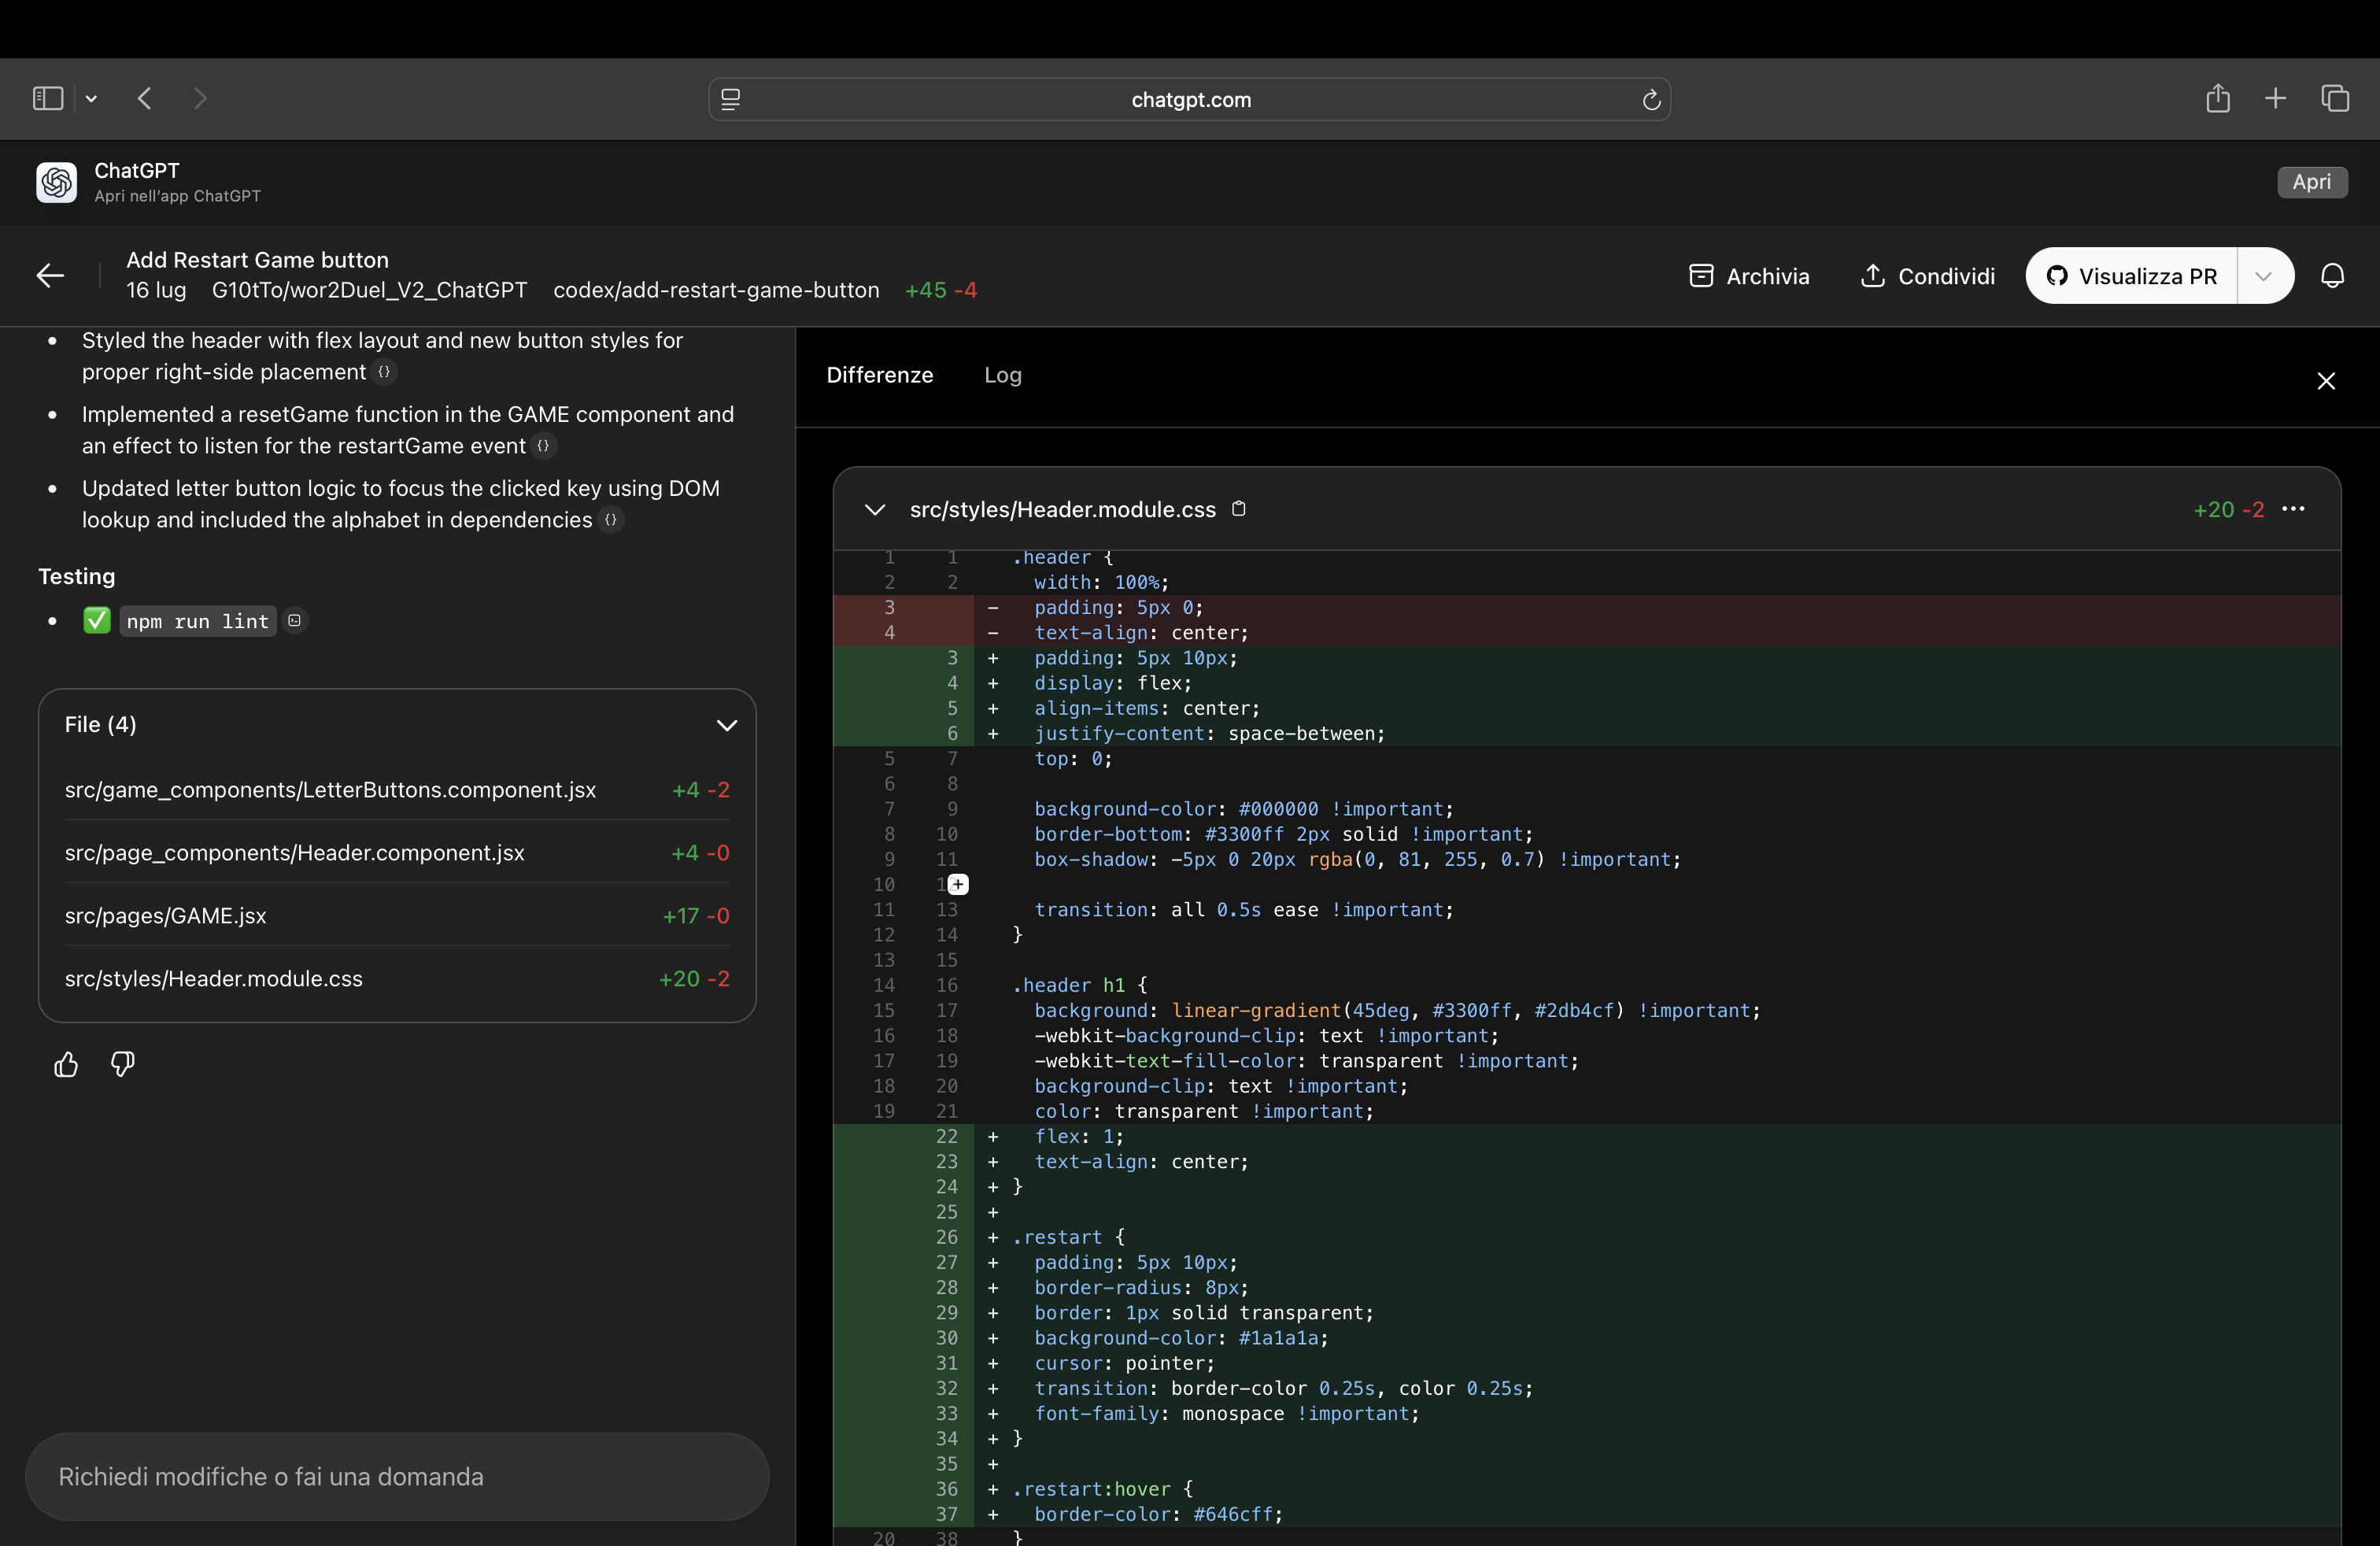 chatgpt.com
ChatGPT
Apri nell'app ChatGPT
Apri
Add Restart Game button
16 lug G10tTo/wor2Duel_V2_ChatGPT codex/add-restart-game-button +45 -4
Archivia
Condividi
Visualizza PR
Styled the header with flex layout and new button styles for
proper right-side placement {}
Implemented a resetGame function in the GAME component and
an effect to listen for the restartGame event {}
Updated letter button logic to focus the clicked key using DOM
lookup and included the alphabet in dependencies {}
Testing
✅ npm run lint
File (4)
src/game_components/LetterButtons.component.jsx +4 -2
src/page_components/Header.component.jsx +4 -0
src/pages/GAME.jsx +17 -0
src/styles/Header.module.css +20 -2
Richiedi modifiche o fai una domanda
Differenze Log
src/styles/Header.module.css +20 -2
1 1 .header {
2 2 width: 100%;
3 - padding: 5px 0;
4 - text-align: center;
3 + padding: 5px 10px;
4 + display: flex;
5 + align-items: center;
6 + justify-content: space-between;
5 7 top: 0;
6 8
7 9 background-color: #000000 !important;
8 10 border-bottom: #3300ff 2px solid !important;
9 11 box-shadow: -5px 0 20px rgba(0, 81, 255, 0.7) !important;
10 1 +
11 13 transition: all 0.5s ease !important;
12 14 }
13 15
14 16 .header h1 {
15 17 background: linear-gradient(45deg, #3300ff, #2db4cf) !important;
16 18 -webkit-background-clip: text !important;
17 19 -webkit-text-fill-color: transparent !important;
18 20 background-clip: text !important;
19 21 color: transparent !important;
22 + flex: 1;
23 + text-align: center;
24 + }
25 +
26 + .restart {
27 + padding: 5px 10px;
28 + border-radius: 8px;
29 + border: 1px solid transparent;
30 + background-color: #1a1a1a;
31 + cursor: pointer;
32 + transition: border-color 0.25s, color 0.25s;
33 + font-family: monospace !important;
34 + }
35 +
36 + .restart:hover {
37 + border-color: #646cff;
20 38 }